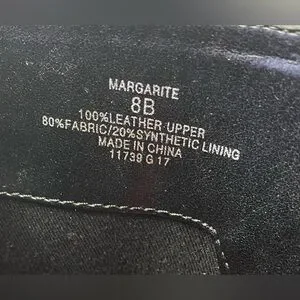 MARGARITE
8B
100%LEATHER UPPER
80%FABRIC/20%SYNTHETIC LINING
MADE IN CHINA
11739 G 17